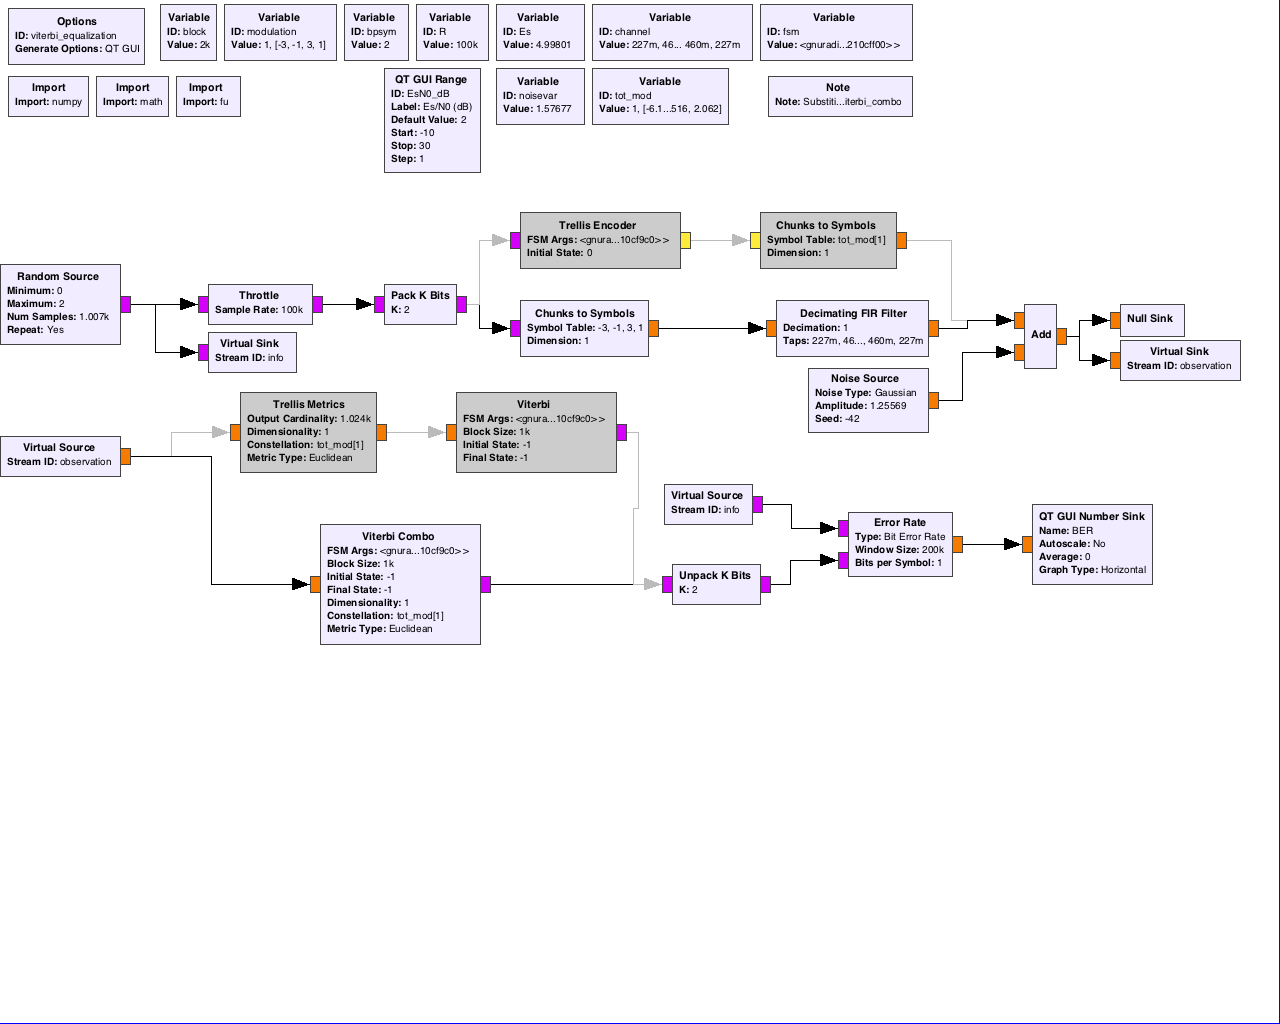 Options
ID: viterbi_equalization
Generate Options: QT GUI
Variable
ID: block
Value: 2k
Variable
ID: modulation
Value: 1, [-3, -1, 3, 1]
Variable
ID: bpsym
Value: 2
Variable
ID: R
Value: 100k
Variable
ID: Es
Value: 4.99801
Variable
ID: channel
Value: 227m, 46... 460m, 227m
Variable
ID: fsm
Value: <gnuradi...210cff00>>
Import
Import: numpy
Import
Import: math
Import
Import: fu
QT GUI Range
ID: EsN0_dB
Label: Es/N0 (dB)
Default Value: 2
Start: -10
Stop: 30
Step: 1
Variable
ID: noisevar
Value: 1.57677
Variable
ID: tot_mod
Value: 1, [-6.1...516, 2.062]
Note
Note: Substiti...iterbi_combo
Trellis Encoder
FSM Args: <gnura...10cf9c0>>
Initial State: 0
Chunks to Symbols
Symbol Table: tot_mod[1]
Dimension: 1
Random Source
Minimum: 0
Maximum: 2
Num Samples: 1.007k
Repeat: Yes
Throttle
Sample Rate: 100k
Pack K Bits
K: 2
Virtual Sink
Stream ID: info
Chunks to Symbols
Symbol Table: -3, -1, 3, 1
Dimension: 1
Decimating FIR Filter
Decimation: 1
Taps: 227m, 46..., 460m, 227m
Add
Null Sink
Virtual Sink
Stream ID: observation
Noise Source
Noise Type: Gaussian
Amplitude: 1.25569
Seed: -42
Trellis Metrics
Output Cardinality: 1.024k
Dimensionality: 1
Constellation: tot_mod[1]
Metric Type: Euclidean
Viterbi
FSM Args: <gnura...10cf9c0>>
Block Size: 1k
Initial State: -1
Final State: -1
Virtual Source
Stream ID: observation
Viterbi Combo
FSM Args: <gnura...10cf9c0>>
Block Size: 1k
Initial State: -1
Final State: -1
Dimensionality: 1
Constellation: tot_mod[1]
Metric Type: Euclidean
Virtual Source
Stream ID: info
Unpack K Bits
K: 2
Error Rate
Type: Bit Error Rate
Window Size: 200k
Bits per Symbol: 1
QT GUI Number Sink
Name: BER
Autoscale: No
Average: 0
Graph Type: Horizontal